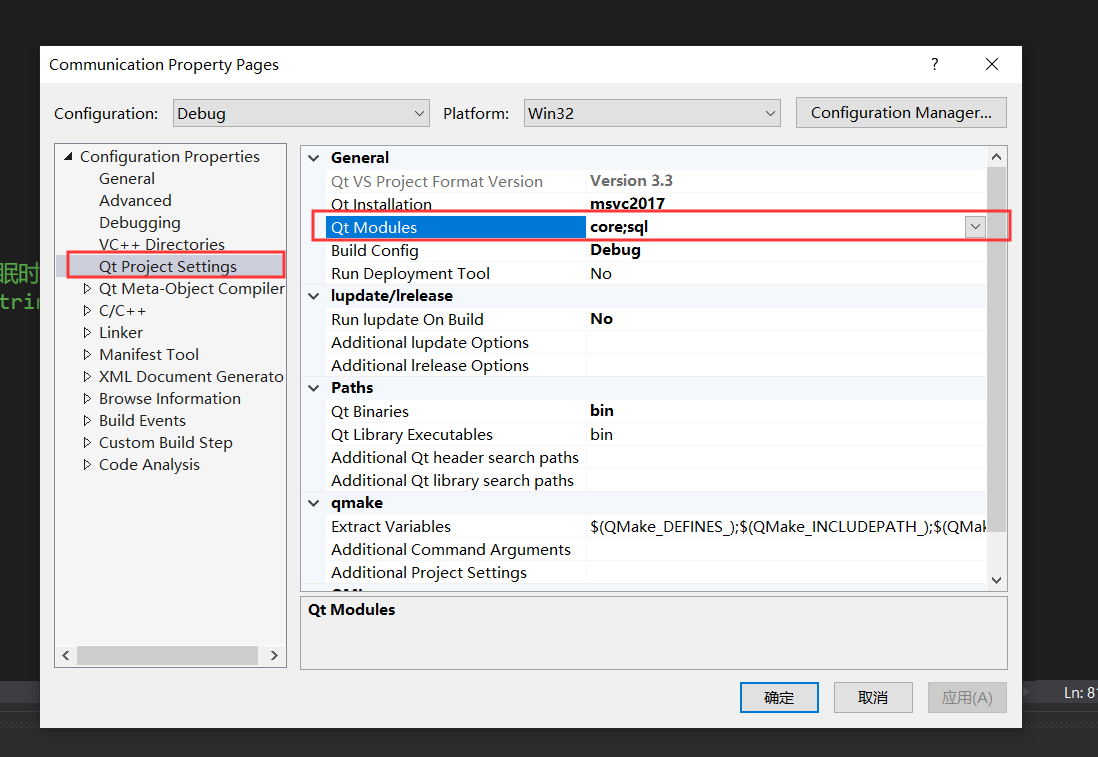 Communication Property Pages
?
Configuration:
Debug
Platform:
Win32
Configuration Manager...
Configuration Properties
General
Advanced
Debugging
VC++ Directories
Qt Project Settings
Qt Meta-Object Compiler
C/C++
Linker
Manifest Tool
XML Document Generato
Browse Information
Build Events
Custom Build Step
Code Analysis
General
Qt VS Project Format Version Version 3.3
Qt Installation msvc2017
Qt Modules core;sql
Build Config Debug
Run Deployment Tool No
lupdate/lrelease
Run lupdate On Build No
Additional lupdate Options
Additional lrelease Options
Paths
Qt Binaries bin
Qt Library Executables bin
Additional Qt header search paths
Additional Qt library search paths
qmake
Extract Variables $(QMake_DEFINES_);$(QMake_INCLUDEPATH_);$(QMak
Additional Command Arguments
Additional Project Settings
Qt Modules
确定
取消
应用(A)
眠时
trin
Ln: 8